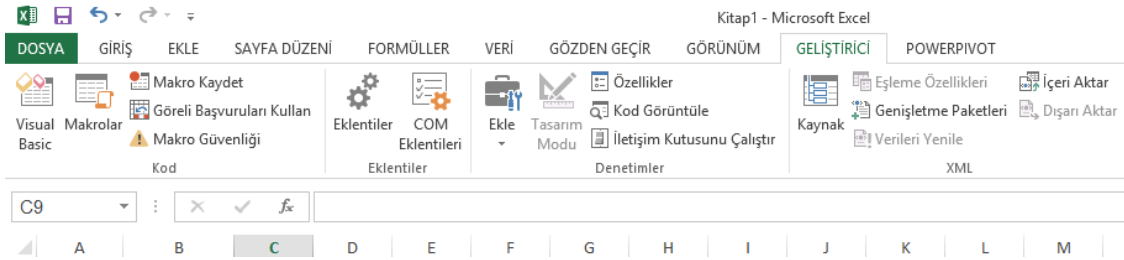 Kitap1 - Microsoft Excel
DOSYA GİRİŞ EKLE SAYFA DÜZENİ FORMÜLLER VERİ GÖZDEN GEÇİR GÖRÜNÜM GELİŞTİRİCİ POWERPIVOT
Visual Basic
Makrolar
Makro Kaydet
Göreli Başvuruları Kullan
Makro Güvenliği
Kod
Eklentiler
COM Eklentileri
Eklentiler
Ekle
Tasarım Modu
Özellikler
Kod Görüntüle
İletişim Kutusunu Çalıştır
Denetimler
Kaynak
Eşleme Özellikleri
Genişletme Paketleri
Verileri Yenile
İçeri Aktar
Dışarı Aktar
XML
C9 fx
A B C D E F G H I J K L M